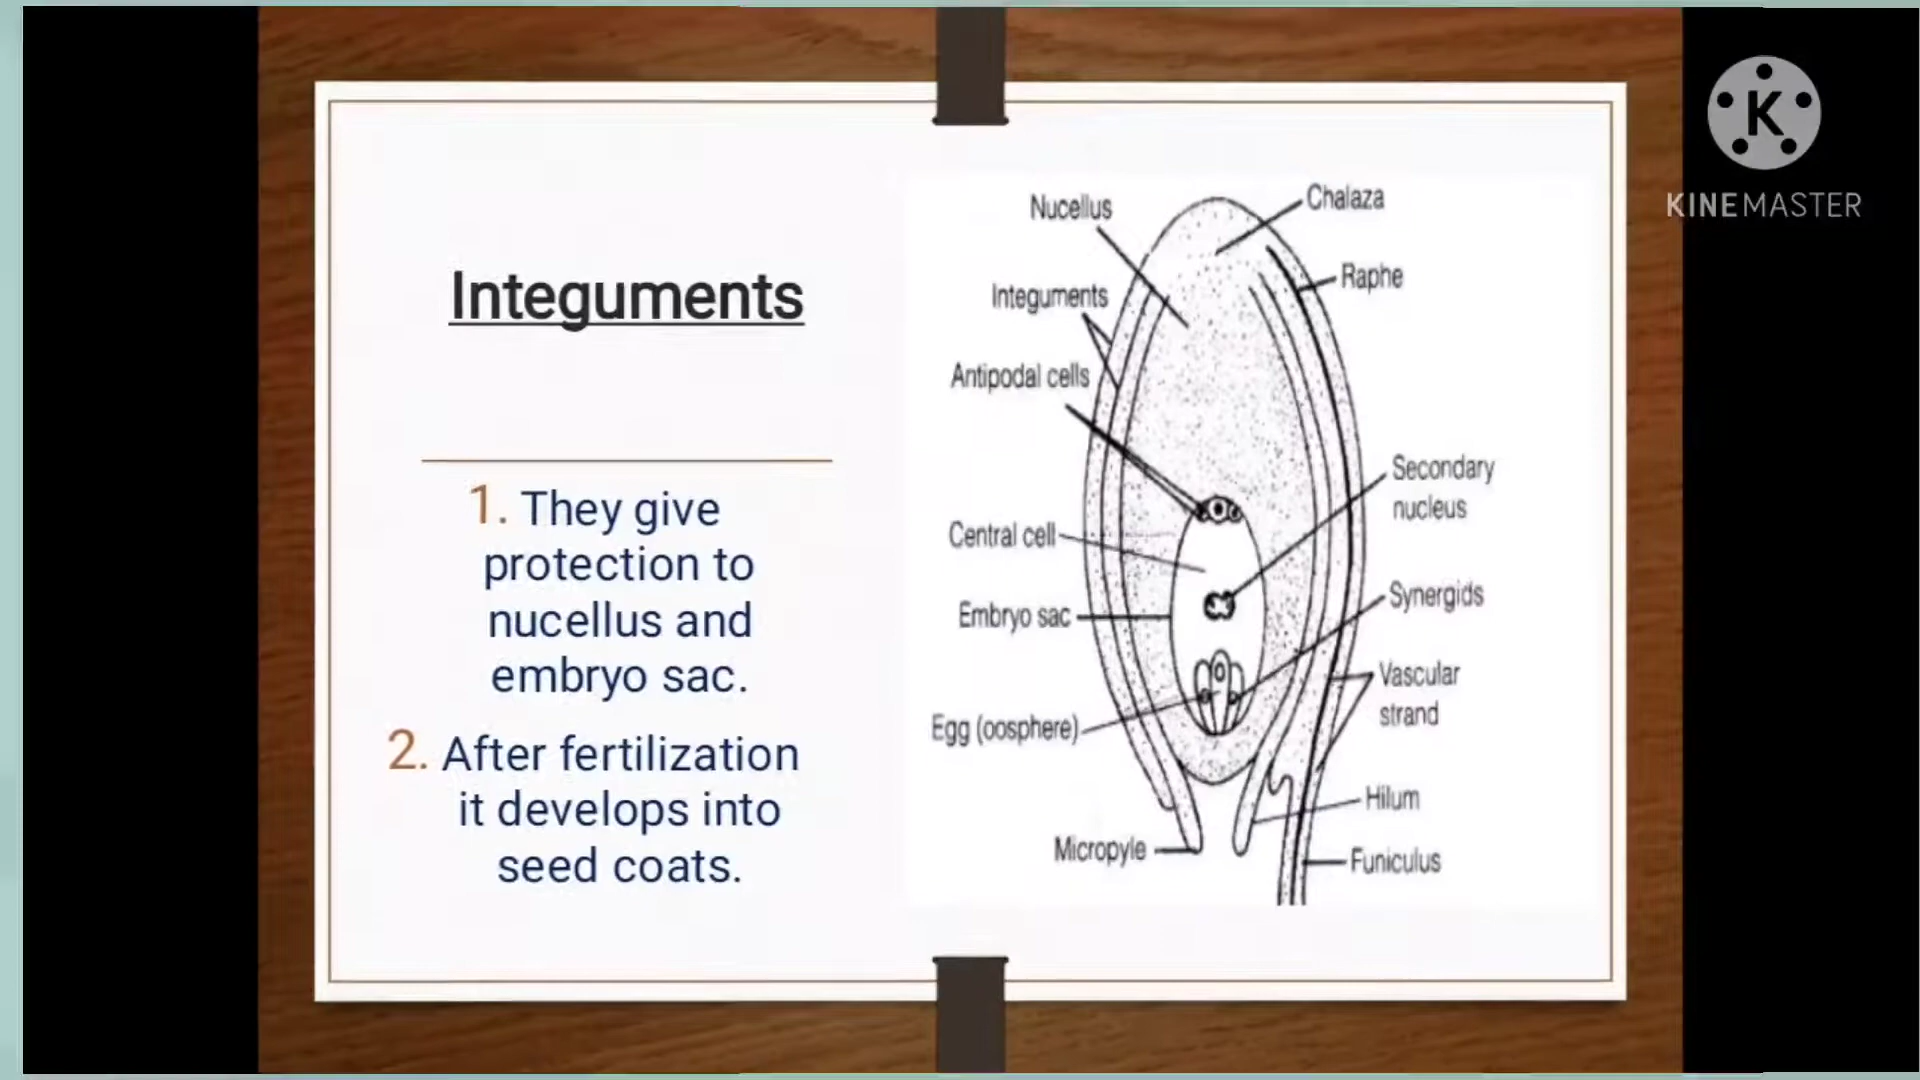 Integuments
1. They give
protection to
nucellus and
embryo sac.
2. After fertilization
it develops into
seed coats.
Nucellus
Chalaza
Raphe
Integuments
Antipodal cells
Secondary
nucleus
Central cell
Synergids
Embryo sac
Vascular
strand
Egg (oosphere)
Hilum
Micropyle
Funiculus
K
KINEMASTER